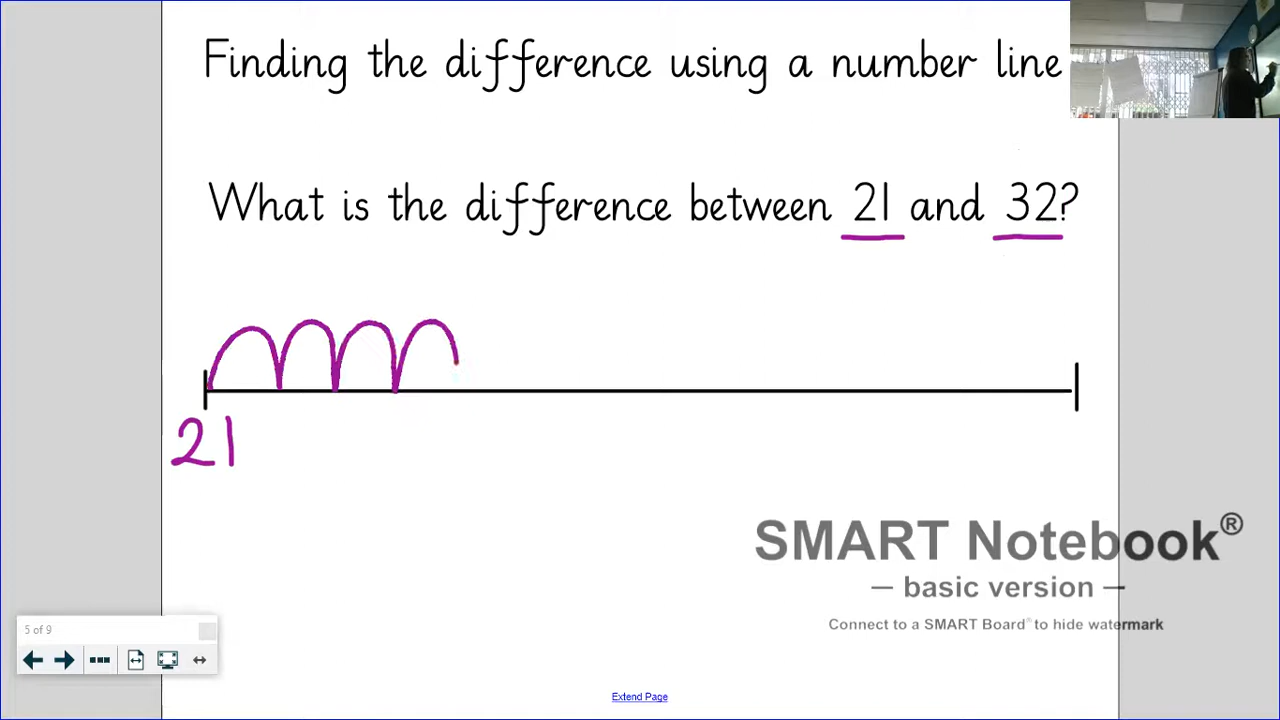 Finding the difference using a number line
What is the difference between 21 and 32?
21
SMART Notebook®
— basic version —
Connect to a SMART Board® to hide watermark
5 of 9
Extend Page